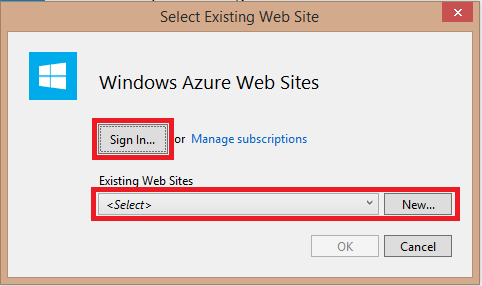 Select Existing Web Site
Windows Azure Web Sites
Sign In... or Manage subscriptions
Existing Web Sites
<Select> New...
OK Cancel